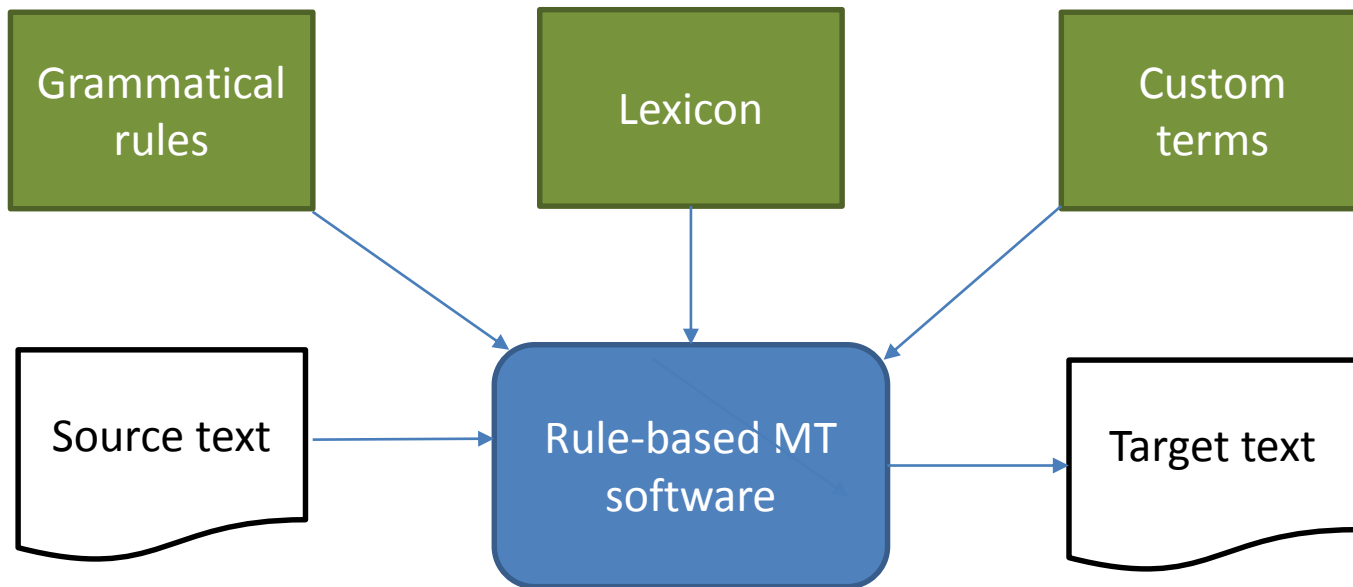 Grammatical
rules
Lexicon
Custom
terms
Source text
Rule-based MT
software
Target text